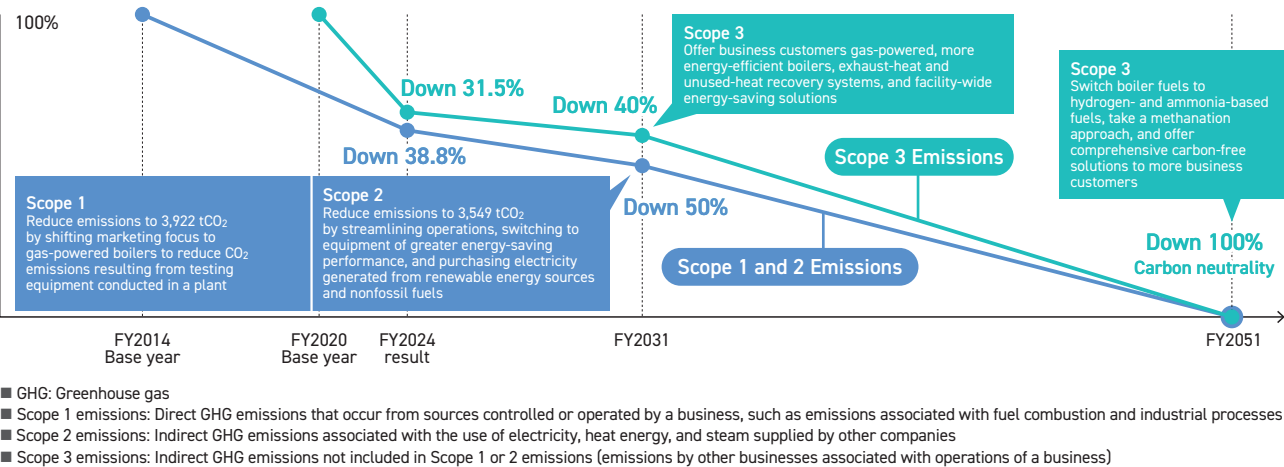 100%
Down 31.5%
Down 38.8%
Down 40%
Down 50%
Scope 3
Offer business customers gas-powered, more
energy-efficient boilers, exhaust-heat and
unused-heat recovery systems, and facility-wide
energy-saving solutions
Scope 3
Switch boiler fuels to
hydrogen- and ammonia-based
fuels, take a methanation
approach, and offer
comprehensive carbon-free
solutions to more business
customers
Scope 3 Emissions
Scope 1 and 2 Emissions
Scope 1
Reduce emissions to 3,922 tCO₂
by shifting marketing focus to
gas-powered boilers to reduce CO₂
emissions resulting from testing
equipment conducted in a plant
Scope 2
Reduce emissions to 3,549 tCO₂
by streamlining operations, switching to
equipment of greater energy-saving
performance, and purchasing electricity
generated from renewable energy sources
and nonfossil fuels
Down 100%
Carbon neutrality
FY2014
Base year
FY2020
Base year
FY2024
result
FY2031
FY2051
■ GHG: Greenhouse gas
■ Scope 1 emissions: Direct GHG emissions that occur from sources controlled or operated by a business, such as emissions associated with fuel combustion and industrial processes
■ Scope 2 emissions: Indirect GHG emissions associated with the use of electricity, heat energy, and steam supplied by other companies
■ Scope 3 emissions: Indirect GHG emissions not included in Scope 1 or 2 emissions (emissions by other businesses associated with operations of a business)